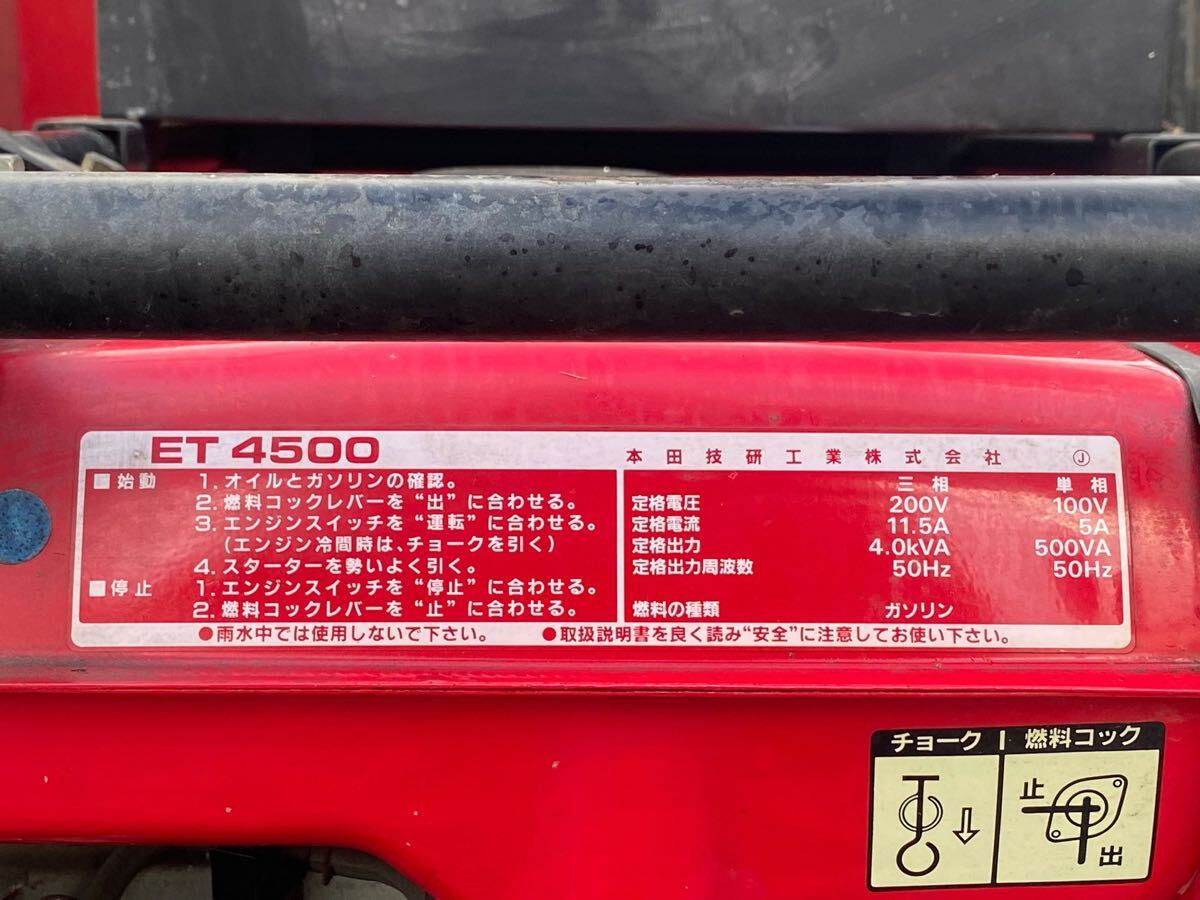 ET 4500
本田技研工業株式会社 Ⓙ
■始動 1. オイルとガソリンの確認。
2. 燃料コックレバーを“出”に合わせる。
3. エンジンスイッチを“運転”に合わせる。
(エンジン冷間時は、チョークを引く)
4. スターターを勢いよく引く。
■停止 1. エンジンスイッチを“停止”に合わせる。
2. 燃料コックレバーを“止”に合わせる。
三相 単相
定格電圧 200V 100V
定格電流 11.5A 5A
定格出力 4.0kVA 500VA
定格出力周波数 50Hz 50Hz
燃料の種類 ガソリン
●雨水中では使用しないで下さい。 ●取扱説明書を良く読み“安全”に注意してお使い下さい。
チョーク 燃料コック
止
出